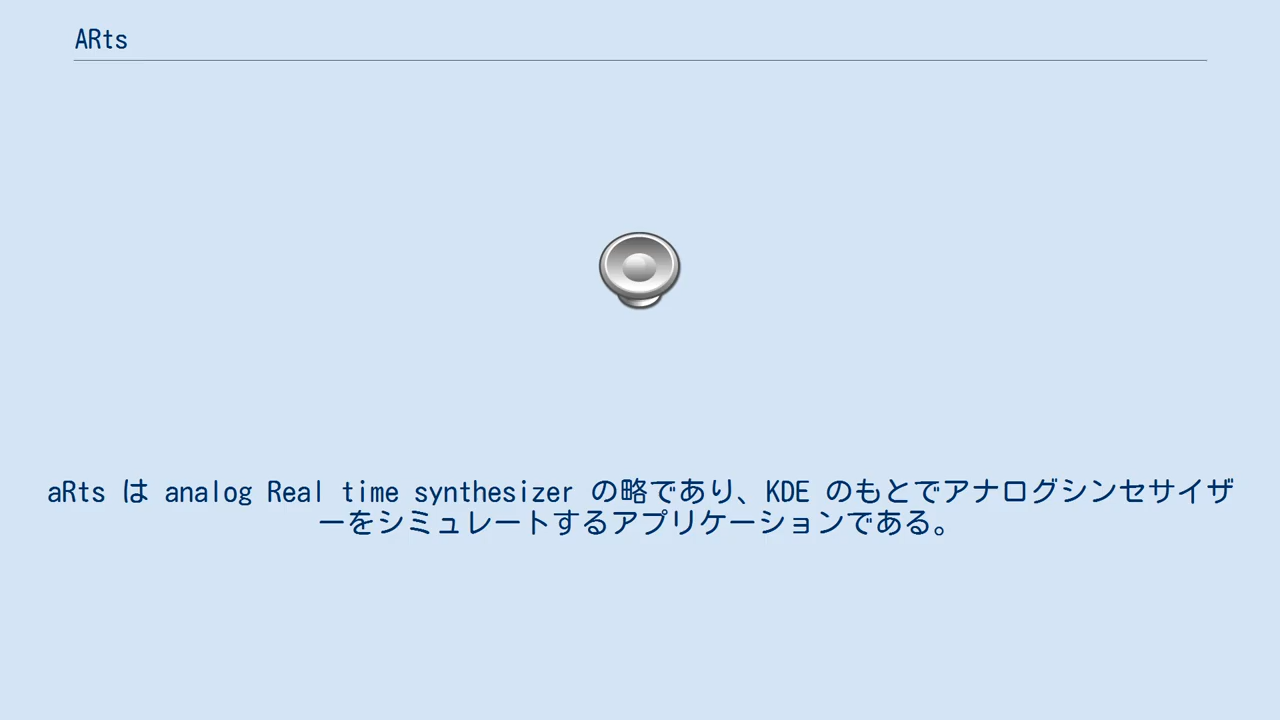 ARts
aRts は analog Real time synthesizer の略であり、KDE のもとでアナログシンセサイザ
ーをシミュレートするアプリケーションである。